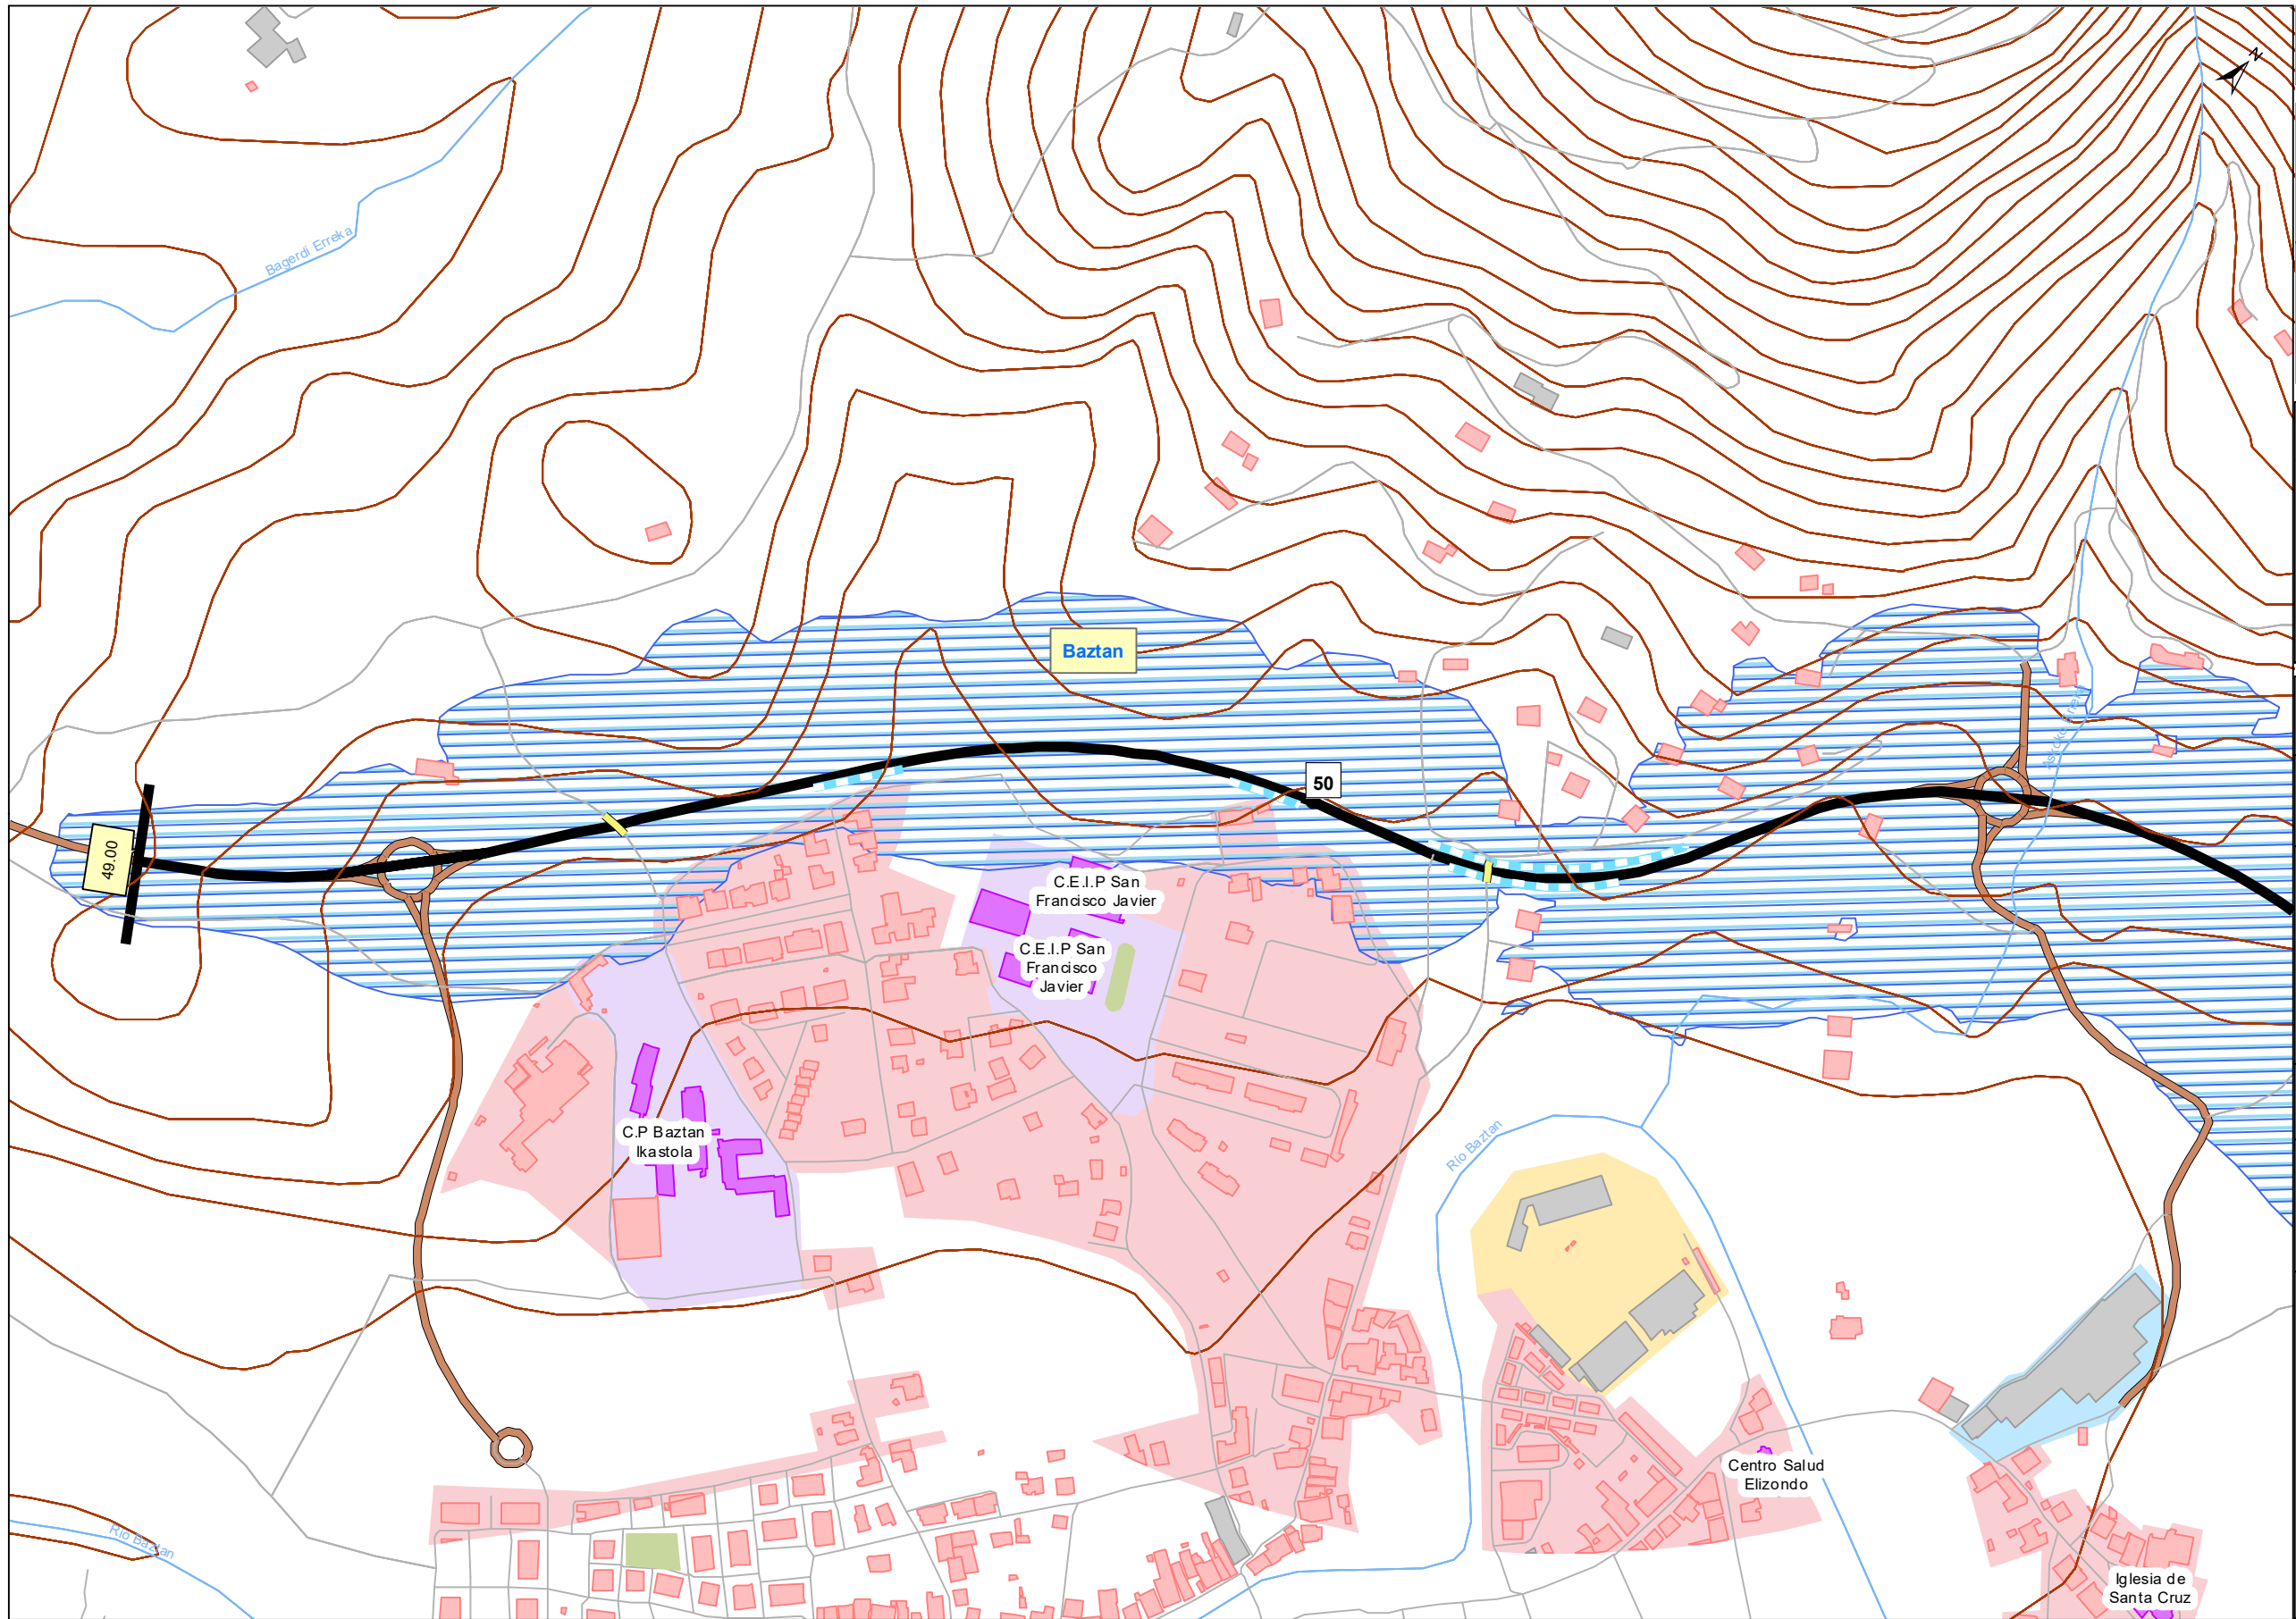 N
Bagerdi Erreka
Baztan
50
49.00
C.E.I.P San
Francisco Javier
C.E.I.P San
Francisco
Javier
C.P Baztan
Ikastola
Río Baztan
Centro Salud
Elizondo
Río Baztan
Iglesia de
Santa Cruz